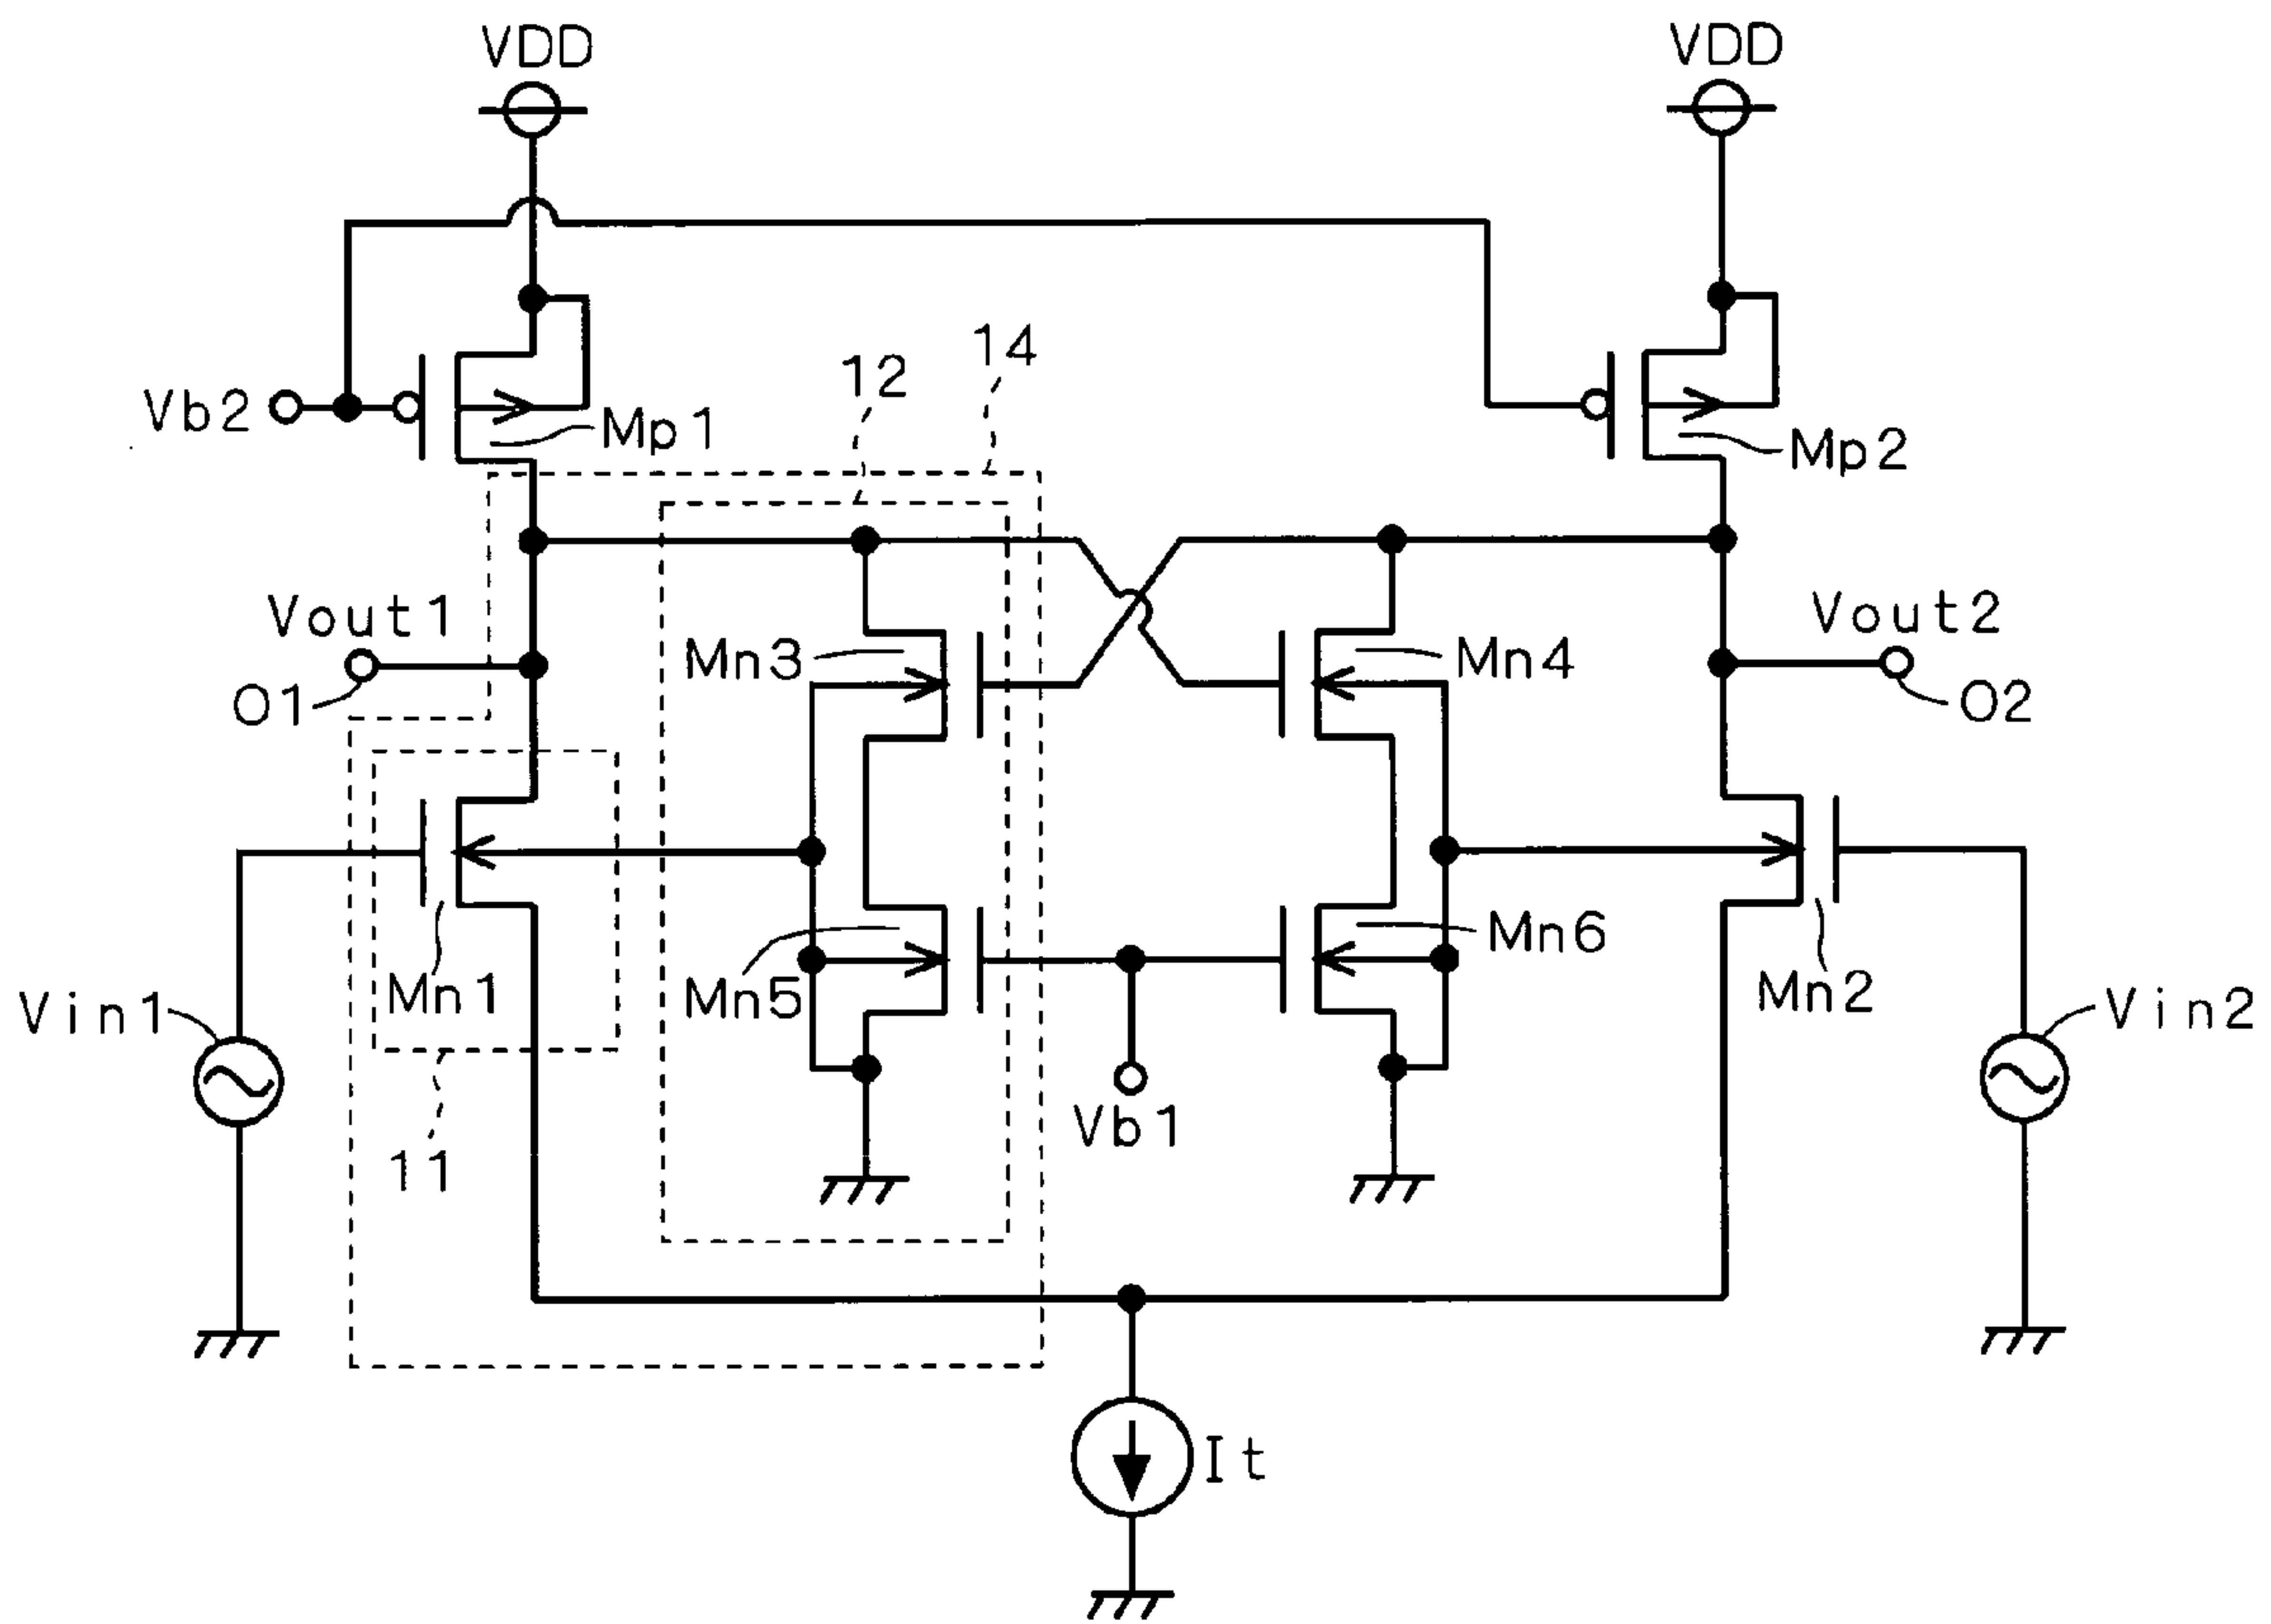 VDD
VDD
14
12
Vb2
Mp1
Mp2
Vout1
Vout2
Mn3
Mn4
O1
O2
Mn6
Mn1
Mn5
Mn2
Vin1
Vin2
Vb1
11
It